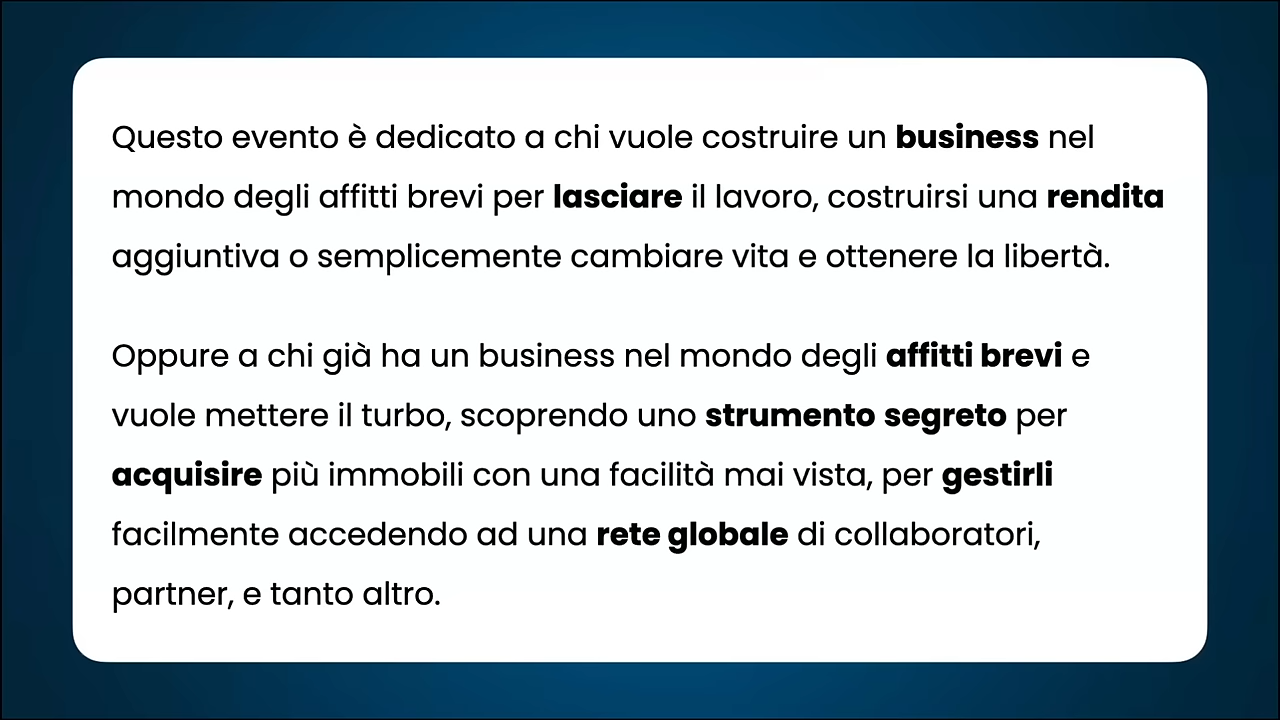 Questo evento è dedicato a chi vuole costruire un business nel
mondo degli affitti brevi per lasciare il lavoro, costruirsi una rendita
aggiuntiva o semplicemente cambiare vita e ottenere la libertà.
Oppure a chi già ha un business nel mondo degli affitti brevi e
vuole mettere il turbo, scoprendo uno strumento segreto per
acquisire più immobili con una facilità mai vista, per gestirli
facilmente accedendo ad una rete globale di collaboratori,
partner, e tanto altro.